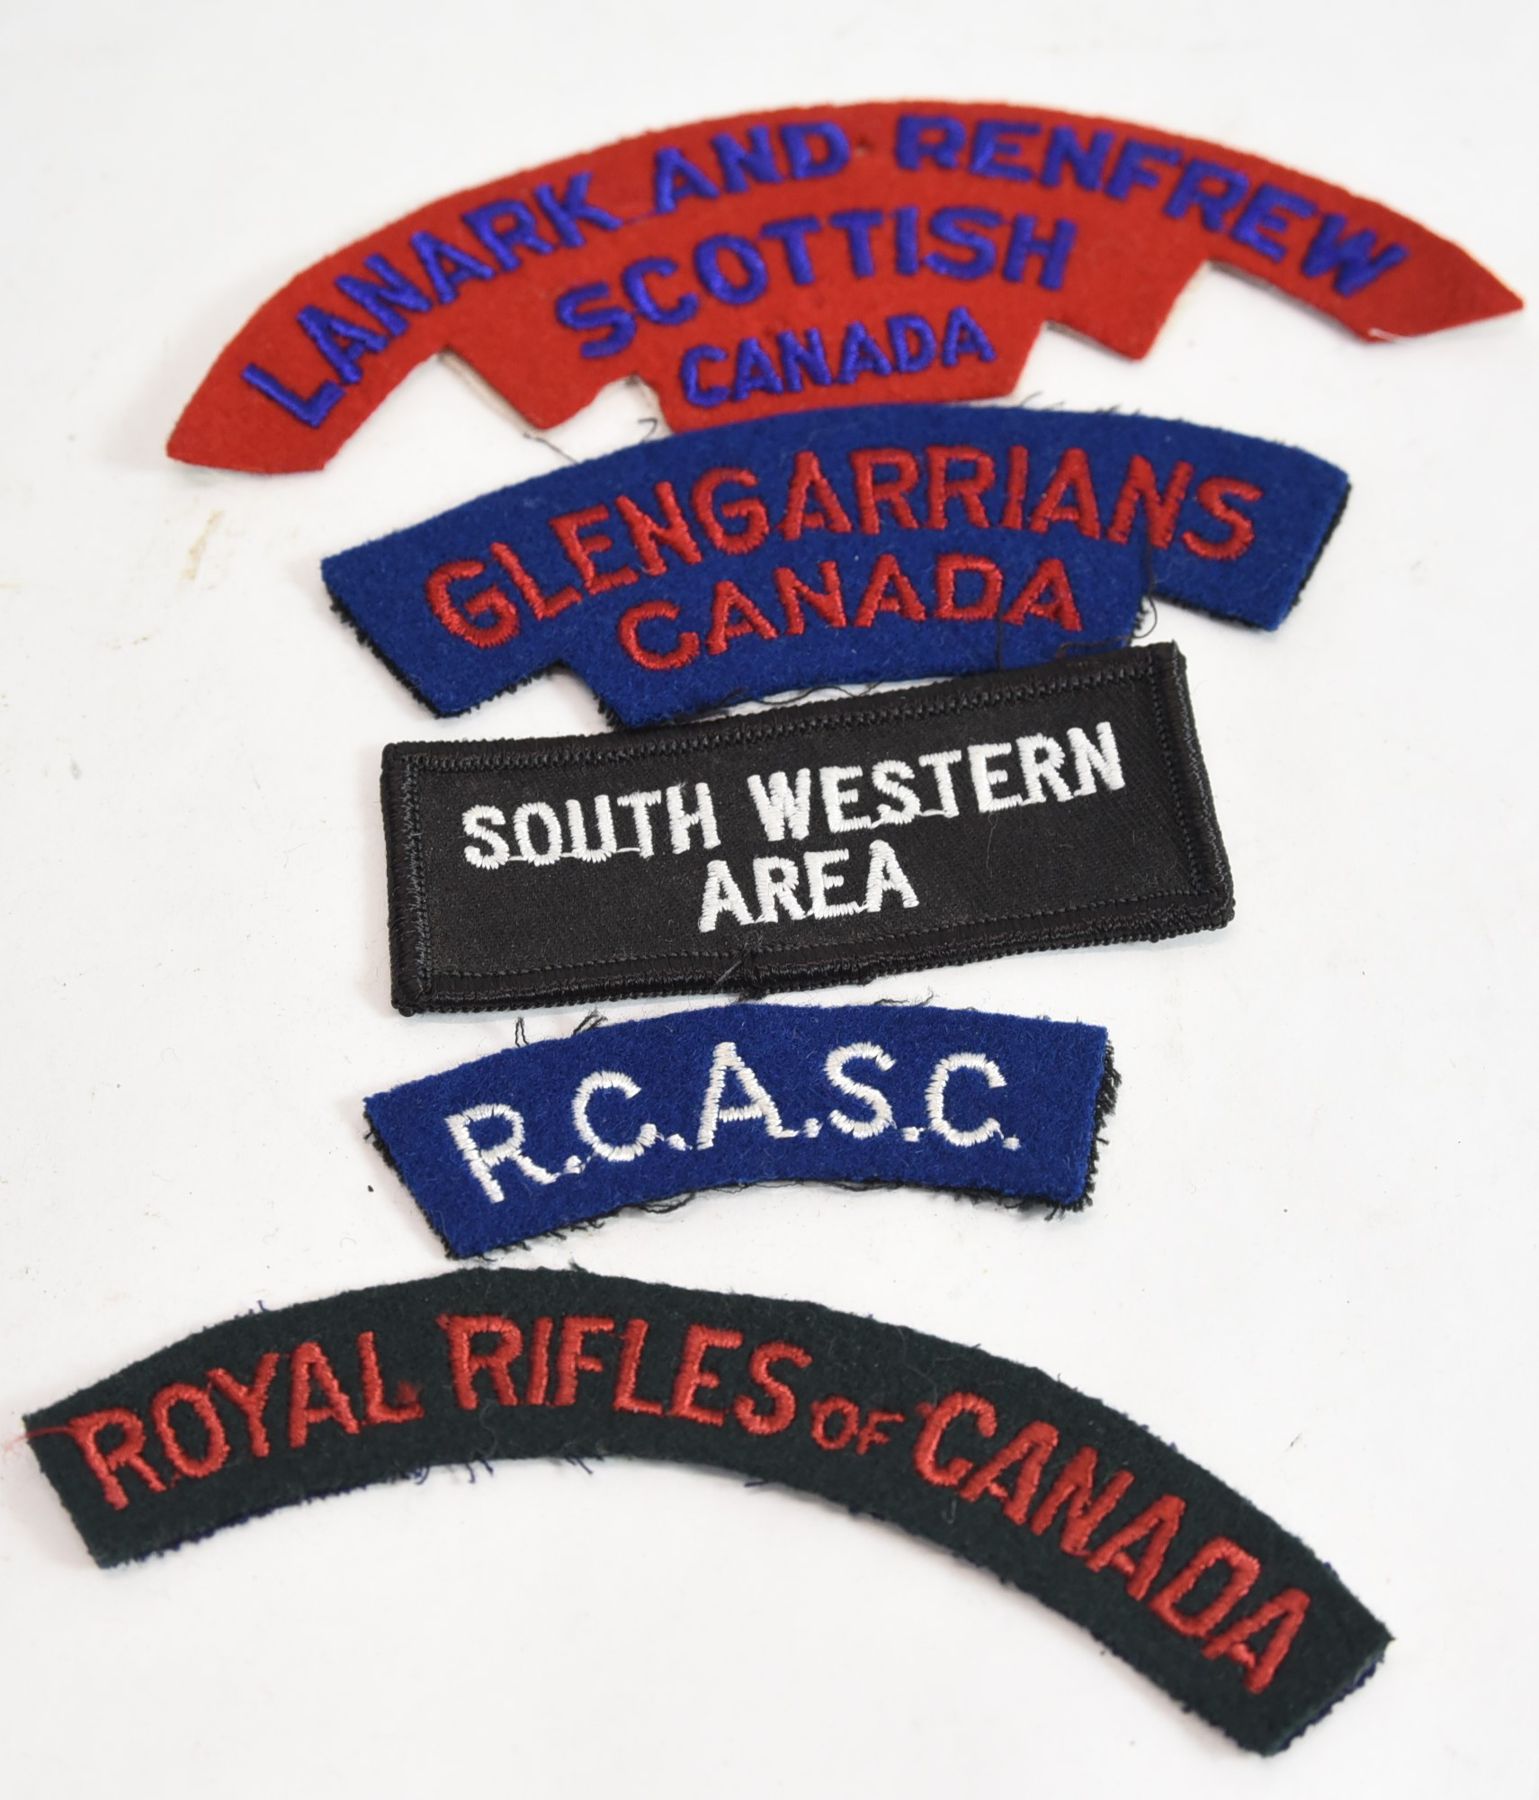 LANARK AND RENFREW
SCOTTISH
CANADA
GLENGARRIANS
CANADA
SOUTH WESTERN
AREA
R.C.A.S.C.
ROYAL RIFLES OF CANADA